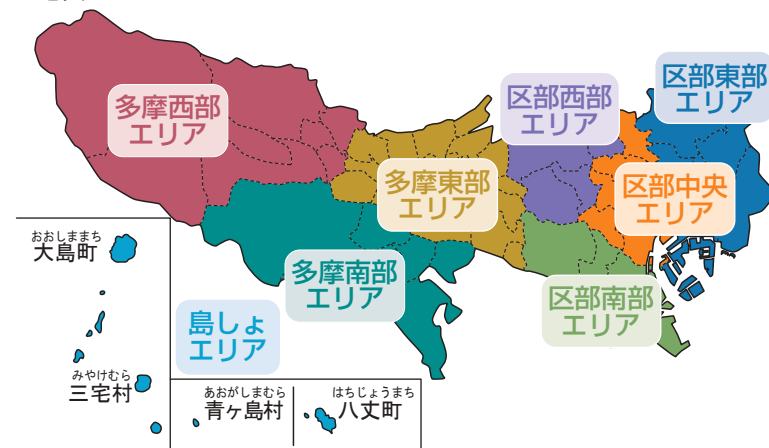 多摩西部
エリア
区部西部
エリア
区部東部
エリア
多摩東部
エリア
区部中央
エリア
多摩南部
エリア
区部南部
エリア
おおしままち
大島町
島しょ
エリア
みやけむら
三宅村
あおがしまむら
青ヶ島村
はちじょうまち
八丈町